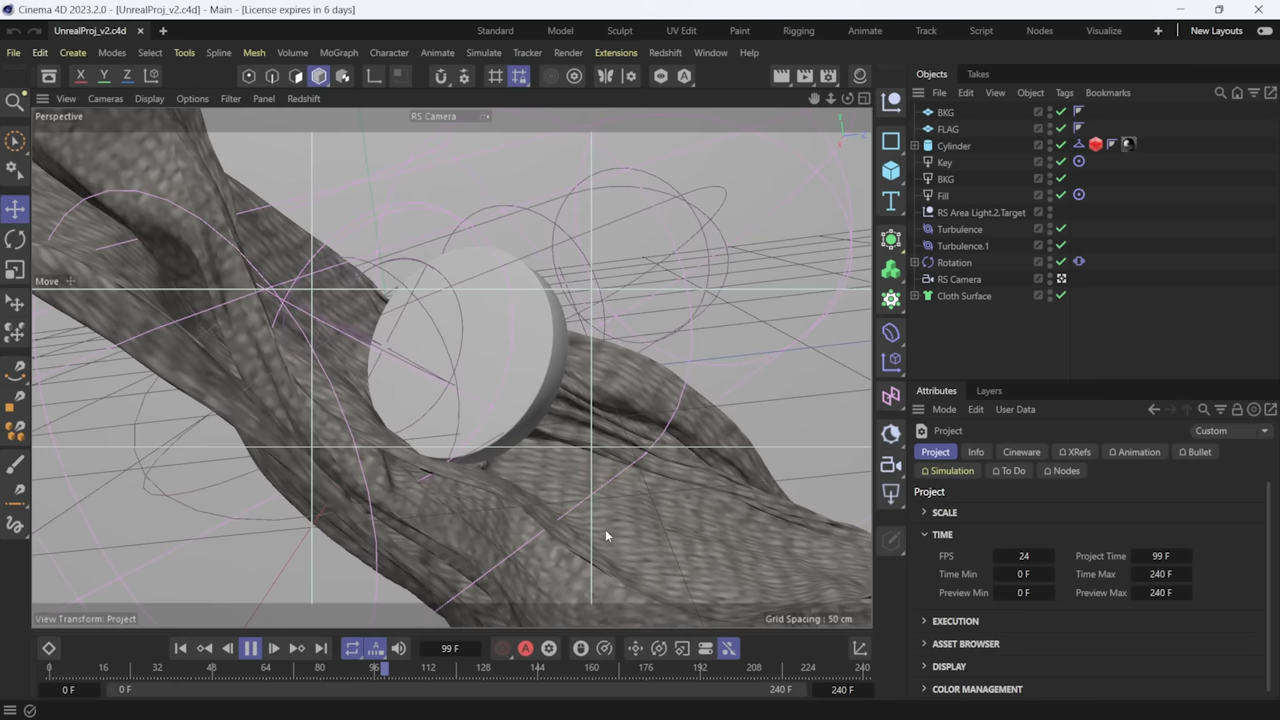 Cinema 4D 2023.2.0 - [UnrealProj_v2.c4d] - Main - [License expires in 6 days]
UnrealProj_v2.c4d
Standard Model Sculpt UV Edit Paint Rigging Animate Track Script Nodes Visualize New Layouts
File Edit Create Modes Select Tools Spline Mesh Volume MoGraph Character Animate Simulate Tracker Render Extensions Redshift Window Help
X Y Z
Objects Takes
View Cameras Display Options Filter Panel Redshift
File Edit View Object Tags Bookmarks
Perspective
RS Camera
BKG
FLAG
Cylinder
Key
BKG
Fill
RS Area Light.2.Target
Turbulence
Turbulence.1
Rotation
RS Camera
Cloth Surface
Move
Attributes Layers
Mode Edit User Data
Project
Custom
Project Info Cineware XRefs Animation Bullet
Simulation To Do Nodes
Project
SCALE
TIME
FPS 24 Project Time 99 F
Time Min 0 F Time Max 240 F
Preview Min 0 F Preview Max 240 F
EXECUTION
ASSET BROWSER
DISPLAY
COLOR MANAGEMENT
View Transform: Project
Grid Spacing : 50 cm
99 F
0 16 32 48 64 80 96 112 128 144 160 176 192 208 224 240
0 F 0 F 240 F 240 F